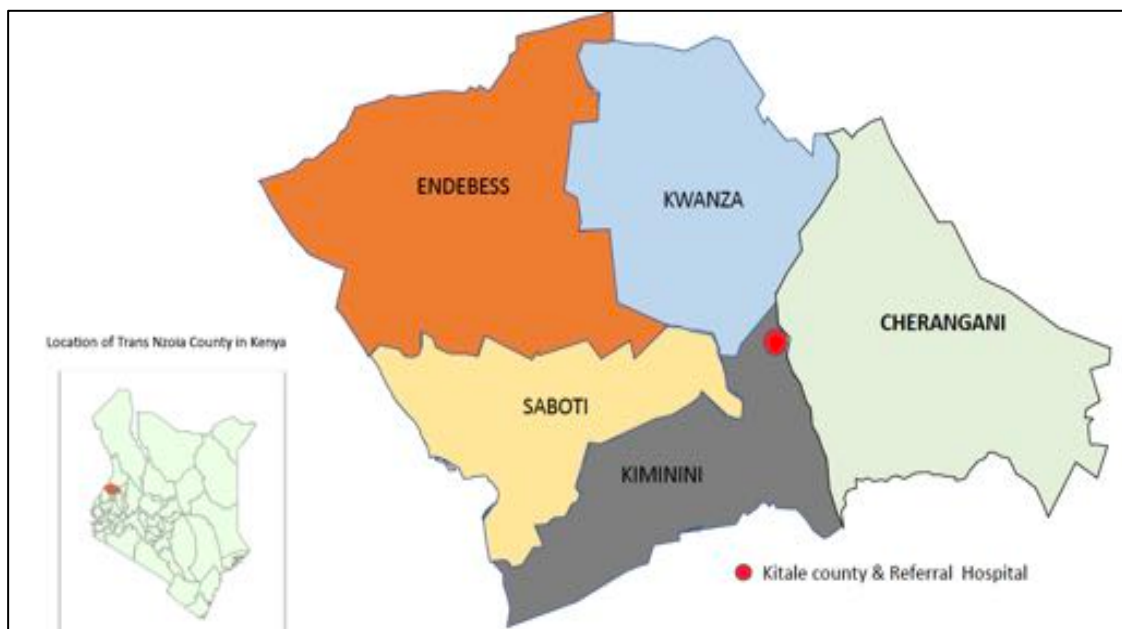 ENDEBESS
KWANZA
CHERANGANI
Location of Trans Nzoia County in Kenya
SABOTI
KIMININI
Kitale county & Referral Hospital